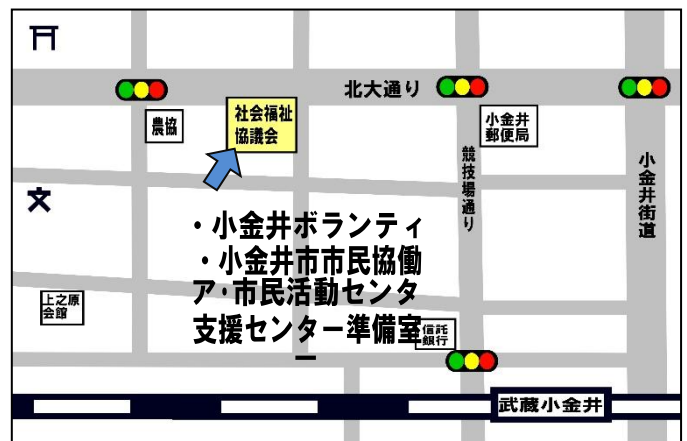 北大通り
農協
社会福祉
協議会
小金井
郵便局
競技場通り
小金井街道
文
・小金井ボランティ
・小金井市市民協働
ア・市民活動センタ
支援センター準備室
ー
上之原
会館
信託
銀行
武蔵小金井